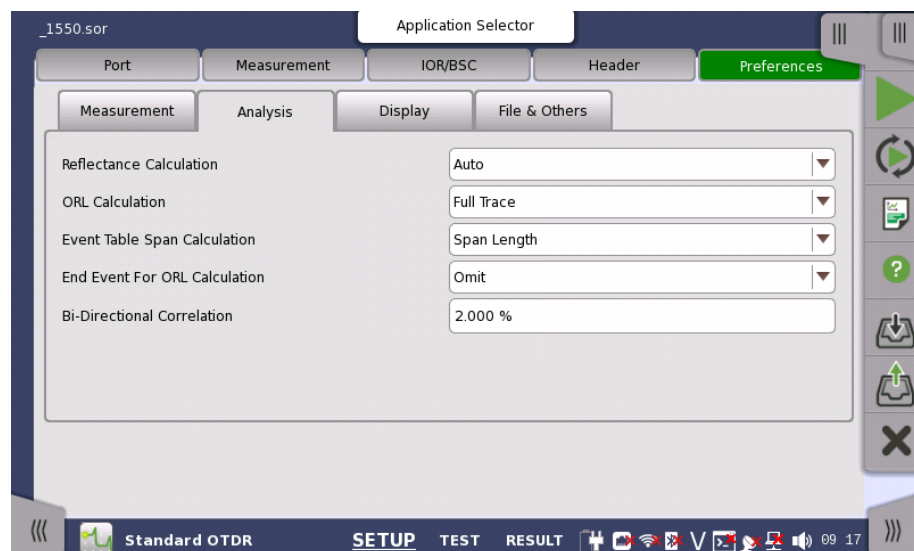 _1550.sor
Application Selector
Port Measurement IOR/BSC Header Preferences
Measurement Analysis Display File & Others
Reflectance Calculation Auto
ORL Calculation Full Trace
Event Table Span Calculation Span Length
End Event For ORL Calculation Omit
Bi-Directional Correlation 2.000 %
Standard OTDR SETUP TEST RESULT V 09 17